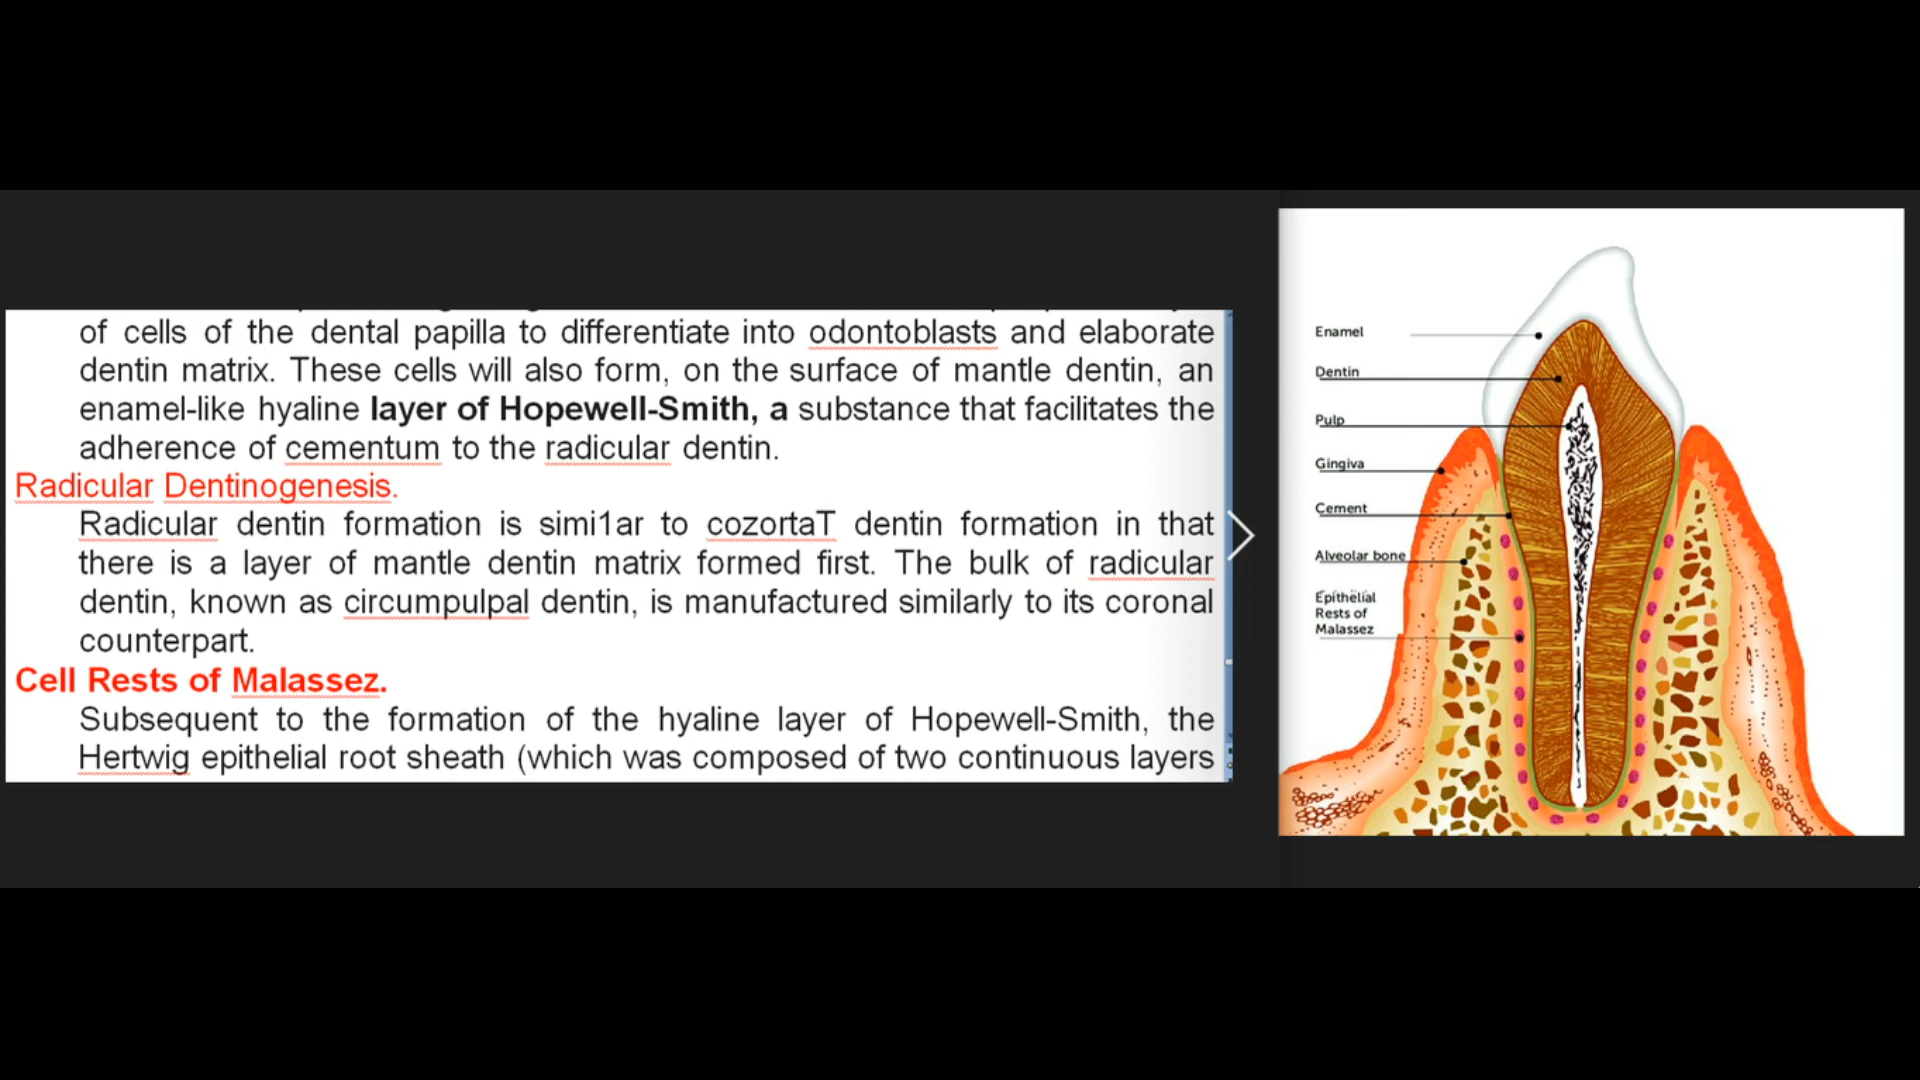 of cells of the dental papilla to differentiate into odontoblasts and elaborate
dentin matrix. These cells will also form, on the surface of mantle dentin, an
enamel-like hyaline layer of Hopewell-Smith, a substance that facilitates the
adherence of cementum to the radicular dentin.
Radicular Dentinogenesis.
Radicular dentin formation is simi1ar to cozortaT dentin formation in that
there is a layer of mantle dentin matrix formed first. The bulk of radicular
dentin, known as circumpulpal dentin, is manufactured similarly to its coronal
counterpart.
Cell Rests of Malassez.
Subsequent to the formation of the hyaline layer of Hopewell-Smith, the
Hertwig epithelial root sheath (which was composed of two continuous layers
Enamel
Dentin
Pulp
Gingiva
Cement
Alveolar bone
Epithelial
Rests of
Malassez